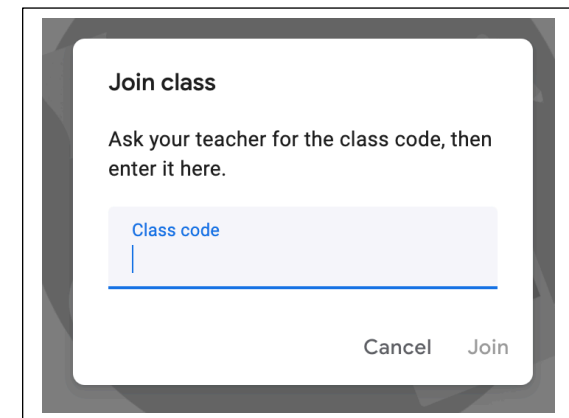 Join class
Ask your teacher for the class code, then
enter it here.
Class code
Cancel Join